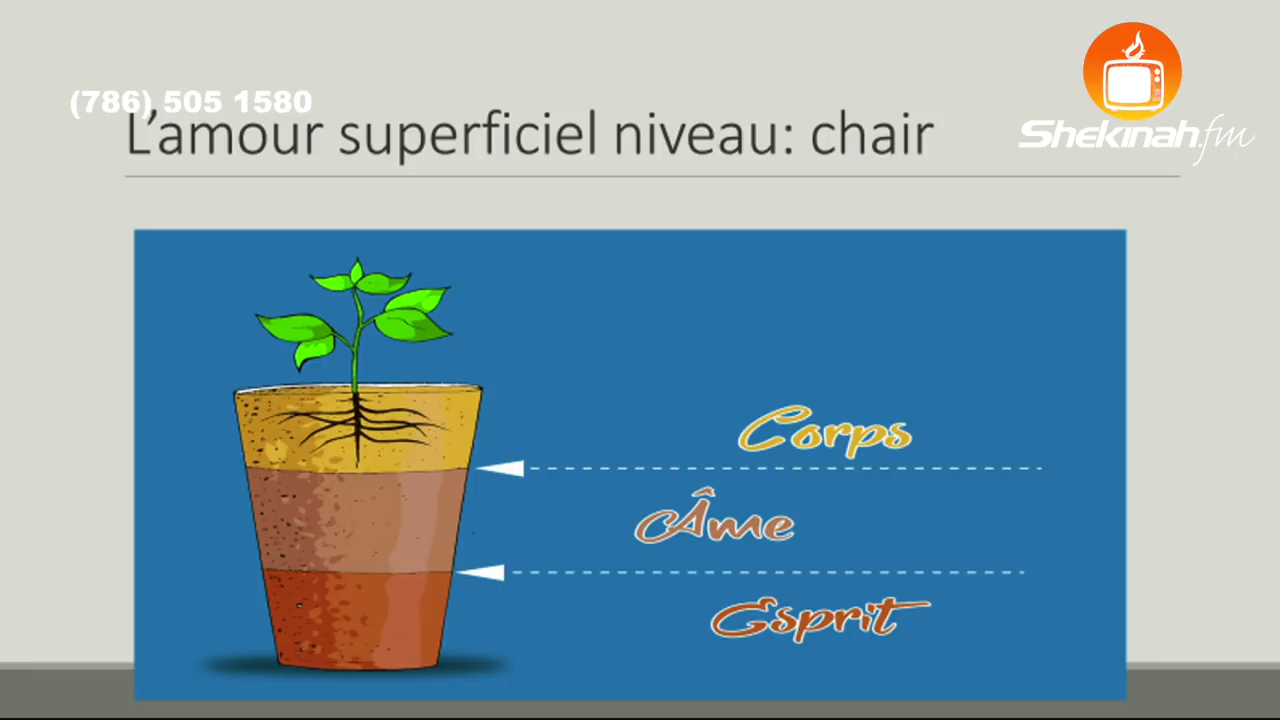 (786) 505 1580
L'amour superficiel niveau: chair
Shekinah.fm
Corps
Âme
Esprit